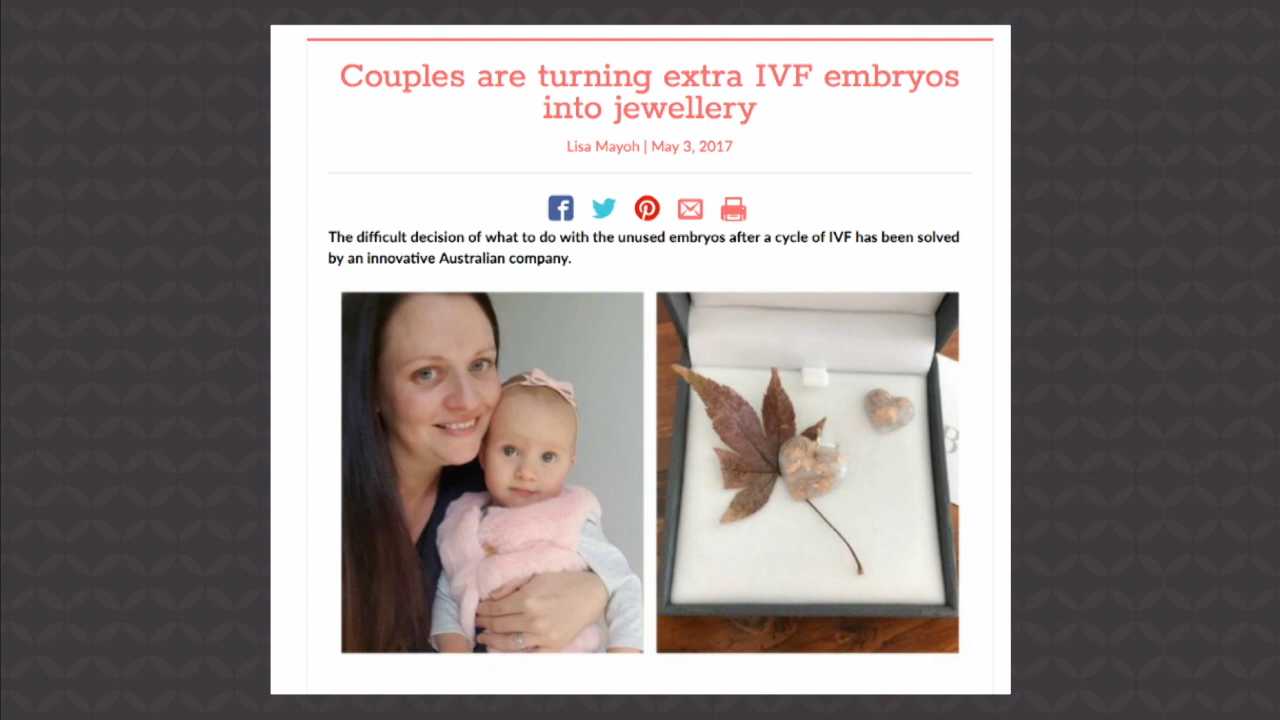 Couples are turning extra IVF embryos
into jewellery
Lisa Mayoh | May 3, 2017
The difficult decision of what to do with the unused embryos after a cycle of IVF has been solved
by an innovative Australian company.